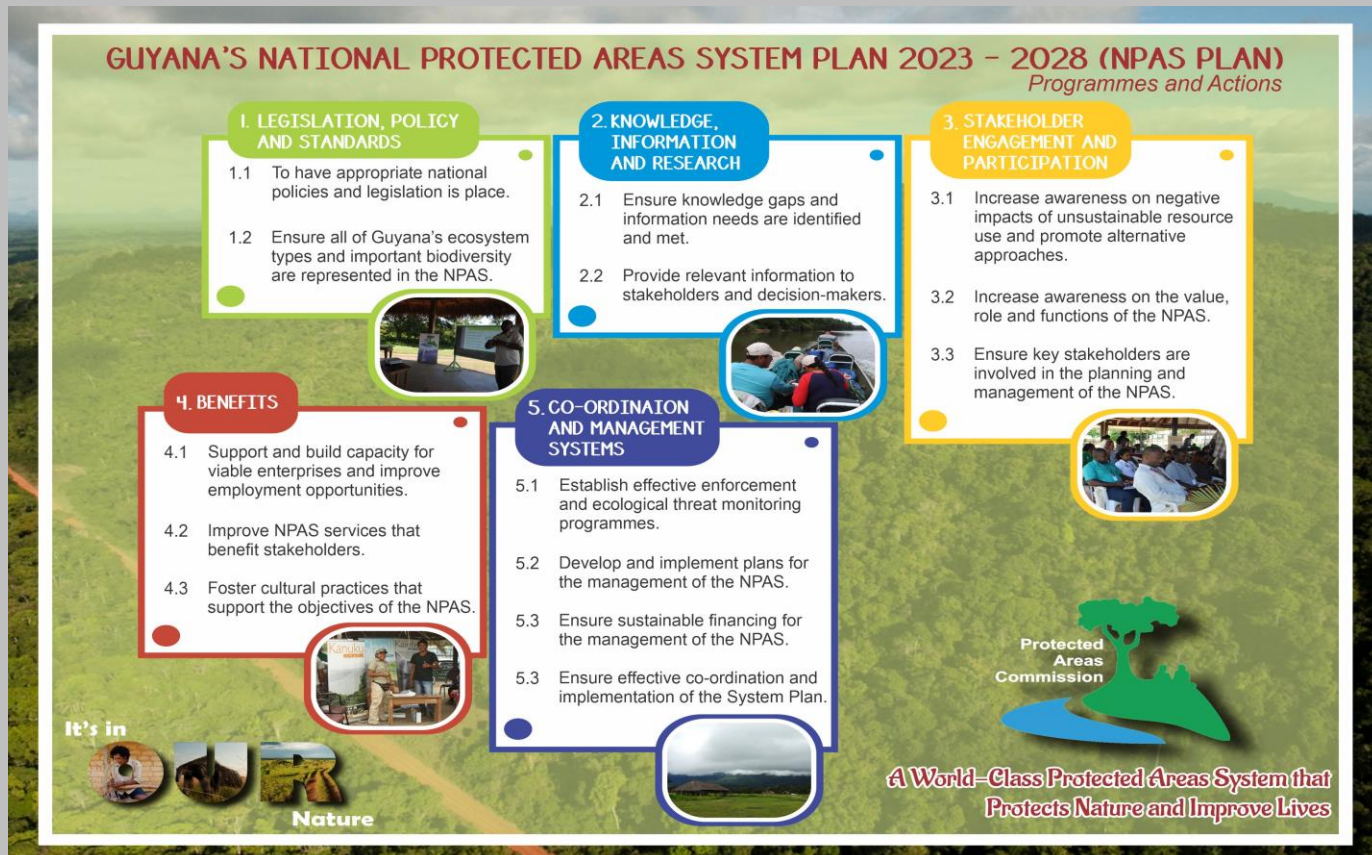 GUYANA'S NATIONAL PROTECTED AREAS SYSTEM PLAN 2023 - 2028 (NPAS PLAN)
Programmes and Actions
1. LEGISLATION, POLICY
AND STANDARDS
1.1 To have appropriate national
policies and legislation is place.
1.2 Ensure all of Guyana's ecosystem
types and important biodiversity
are represented in the NPAS.
2. KNOWLEDGE,
INFORMATION
AND RESEARCH
2.1 Ensure knowledge gaps and
information needs are identified
and met.
2.2 Provide relevant information to
stakeholders and decision-makers.
3. STAKEHOLDER
ENGAGEMENT AND
PARTICIPATION
3.1 Increase awareness on negative
impacts of unsustainable resource
use and promote alternative
approaches.
3.2 Increase awareness on the value,
role and functions of the NPAS.
3.3 Ensure key stakeholders are
involved in the planning and
management of the NPAS.
4. BENEFITS
4.1 Support and build capacity for
viable enterprises and improve
employment opportunities.
4.2 Improve NPAS services that
benefit stakeholders.
4.3 Foster cultural practices that
support the objectives of the NPAS.
Kanuku
5. CO-ORDINAION
AND MANAGEMENT
SYSTEMS
5.1 Establish effective enforcement
and ecological threat monitoring
programmes.
5.2 Develop and implement plans for
the management of the NPAS.
5.3 Ensure sustainable financing for
the management of the NPAS.
5.3 Ensure effective co-ordination and
implementation of the System Plan.
Protected
Areas
Commission
It's in
OUR
Nature
A World-Class Protected Areas System that
Protects Nature and Improve Lives